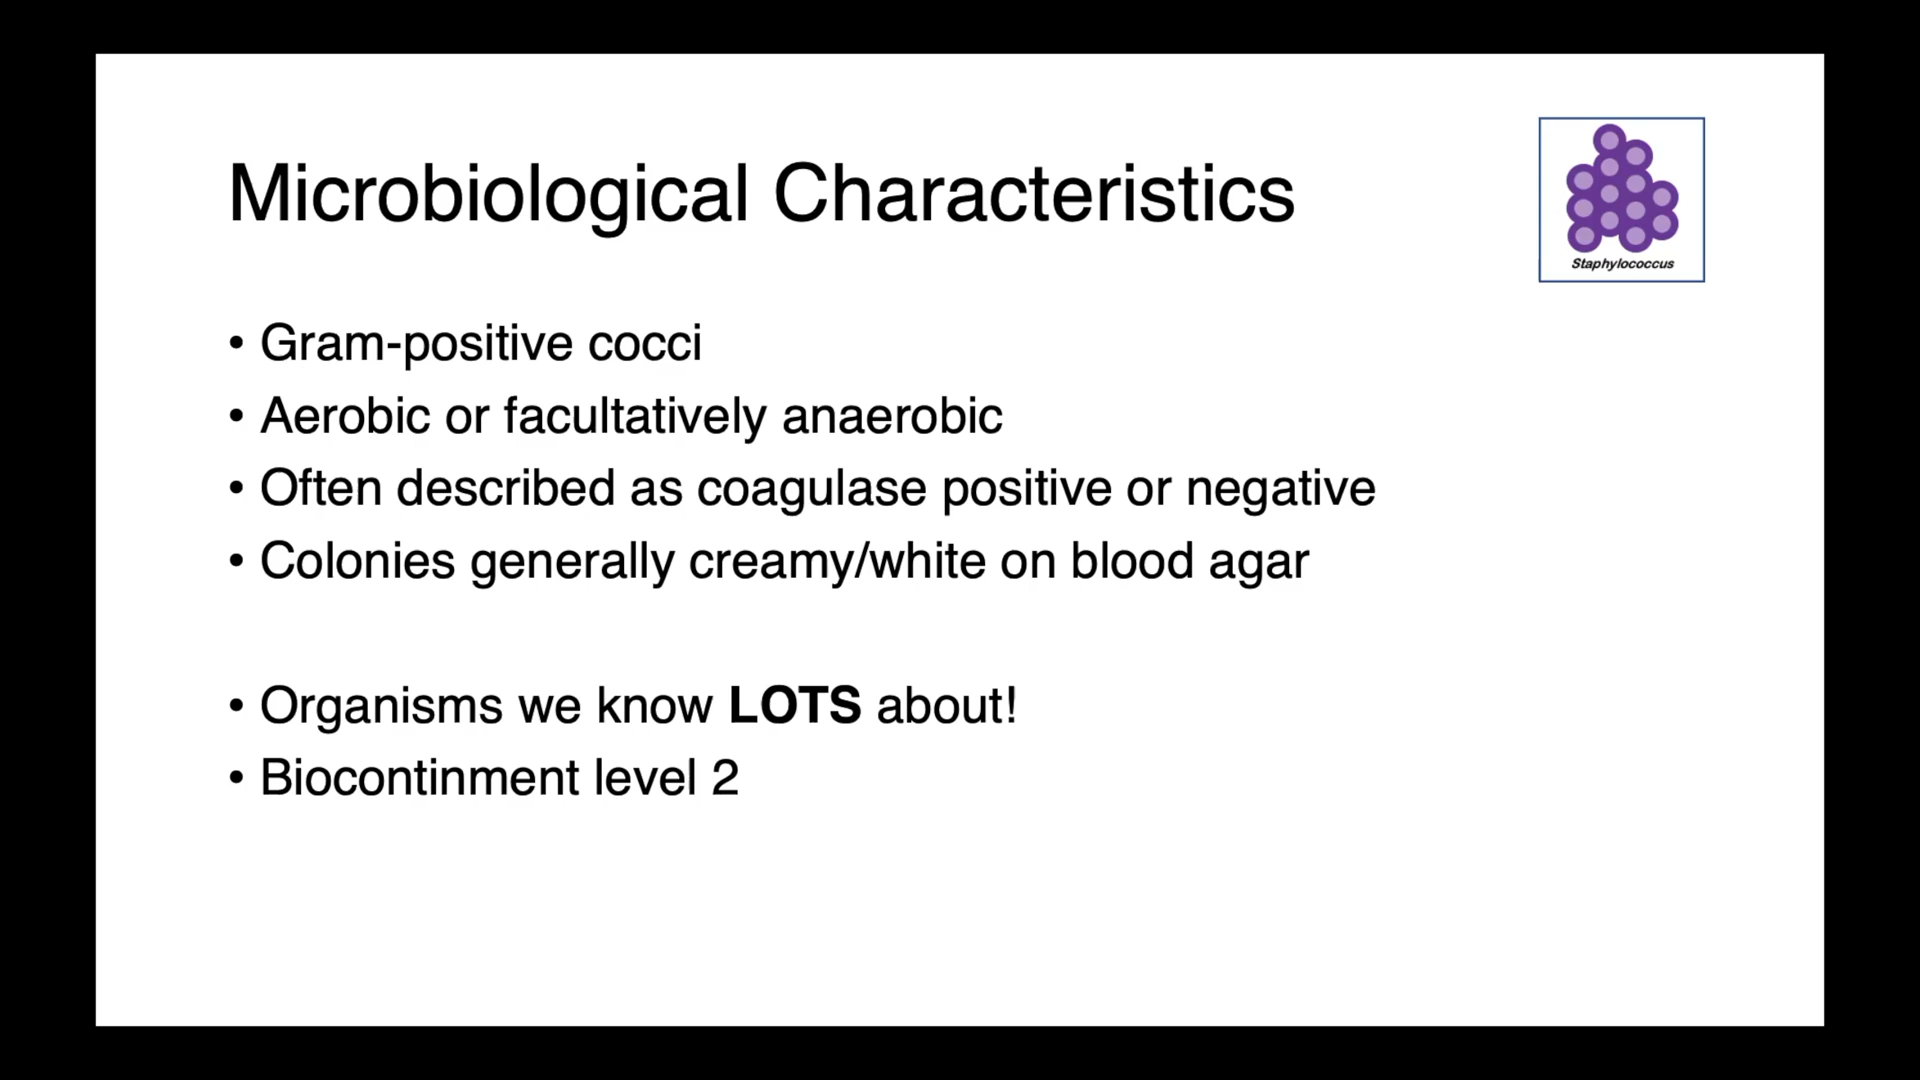 Microbiological Characteristics
Staphylococcus
• Gram-positive cocci
• Aerobic or facultatively anaerobic
• Often described as coagulase positive or negative
• Colonies generally creamy/white on blood agar
• Organisms we know LOTS about!
• Biocontinment level 2